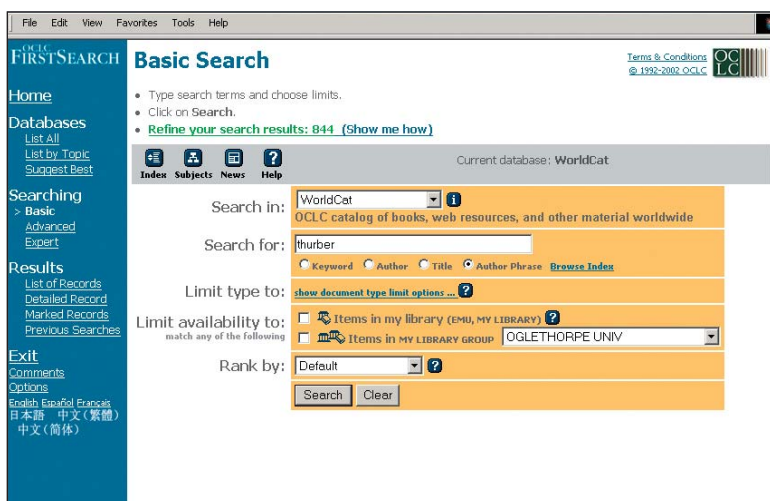 File Edit View Favorites Tools Help
OCLC
FIRSTSEARCH
Home
Databases
List All
List by Topic
Suggest Best
Searching
> Basic
Advanced
Expert
Results
List of Records
Detailed Record
Marked Records
Previous Searches
Exit
Comments
Options
English Español Français
日本語 中文(繁體)
中文(简体)
Basic Search
Terms & Conditions
© 1992-2002 OCLC
OC
LC
• Type search terms and choose limits.
• Click on Search.
• Refine your search results: 844 (Show me how)
Index Subjects News Help
Current database: WorldCat
Search in: WorldCat
OCLC catalog of books, web resources, and other material worldwide
Search for: thurber
Keyword Author Title Author Phrase Browse Index
Limit type to: show document type limit options ... ?
Limit availability to: Items in my library (EMU, MY LIBRARY) ?
match any of the following Items in MY LIBRARY GROUP OGLETHORPE UNIV
Rank by: Default ?
Search Clear